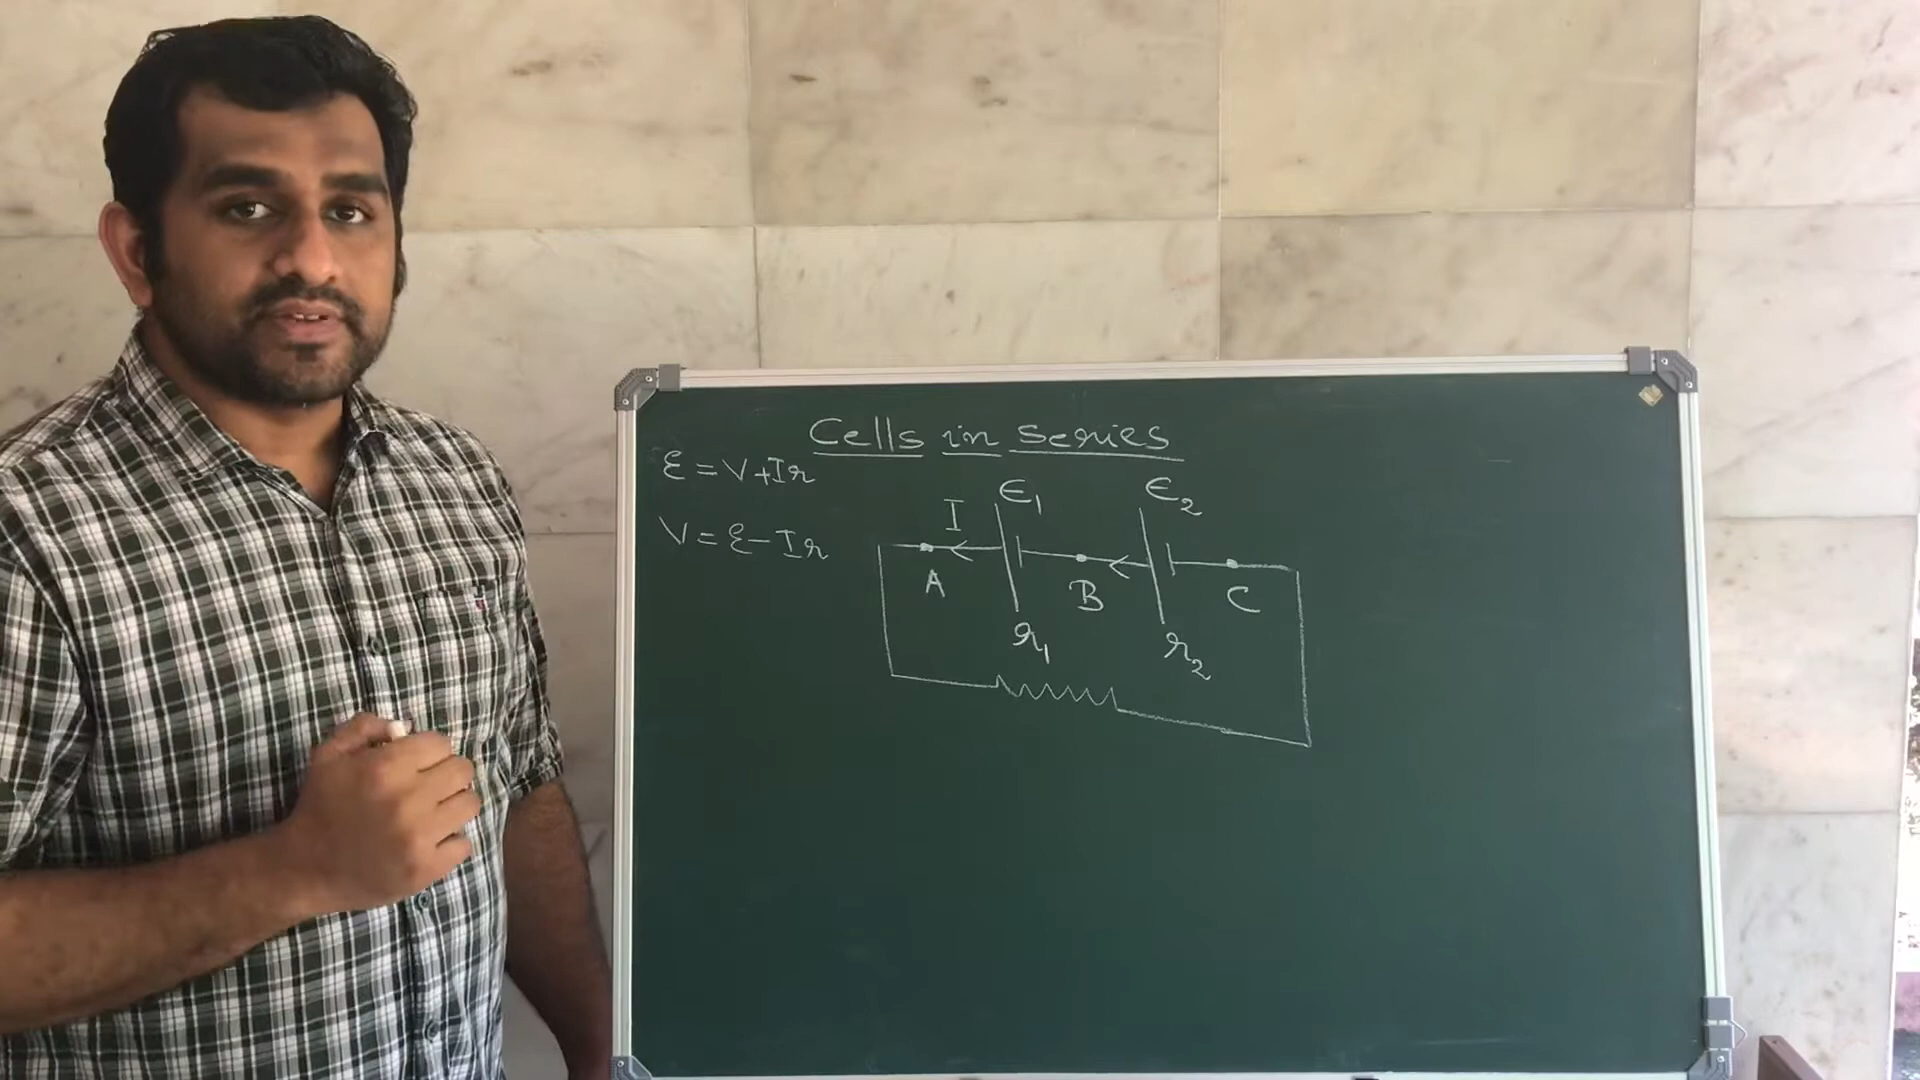 Cells in series
ε = V+Ir
V = ε-Ir
I
ϵ₁
ϵ₂
A
B
C
r₁
r₂